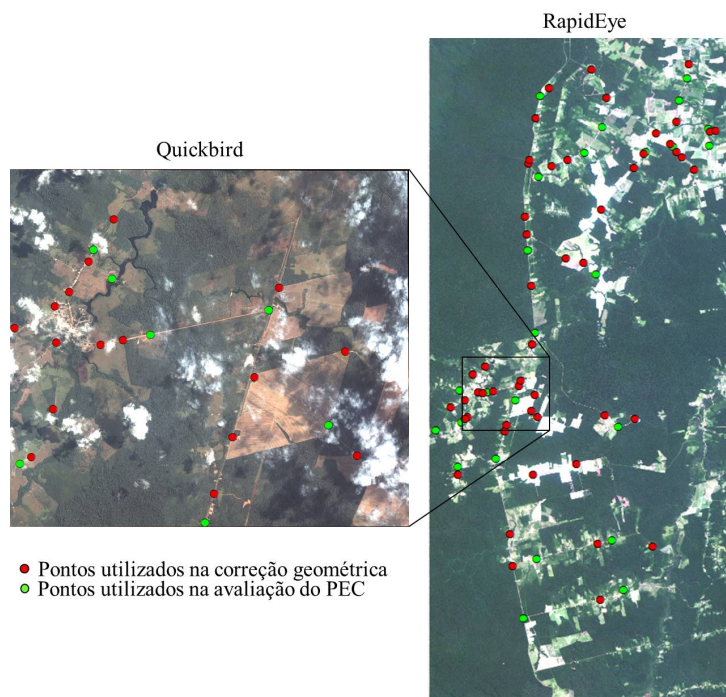 RapidEye
Quickbird
Pontos utilizados na correção geométrica
Pontos utilizados na avaliação do PEC